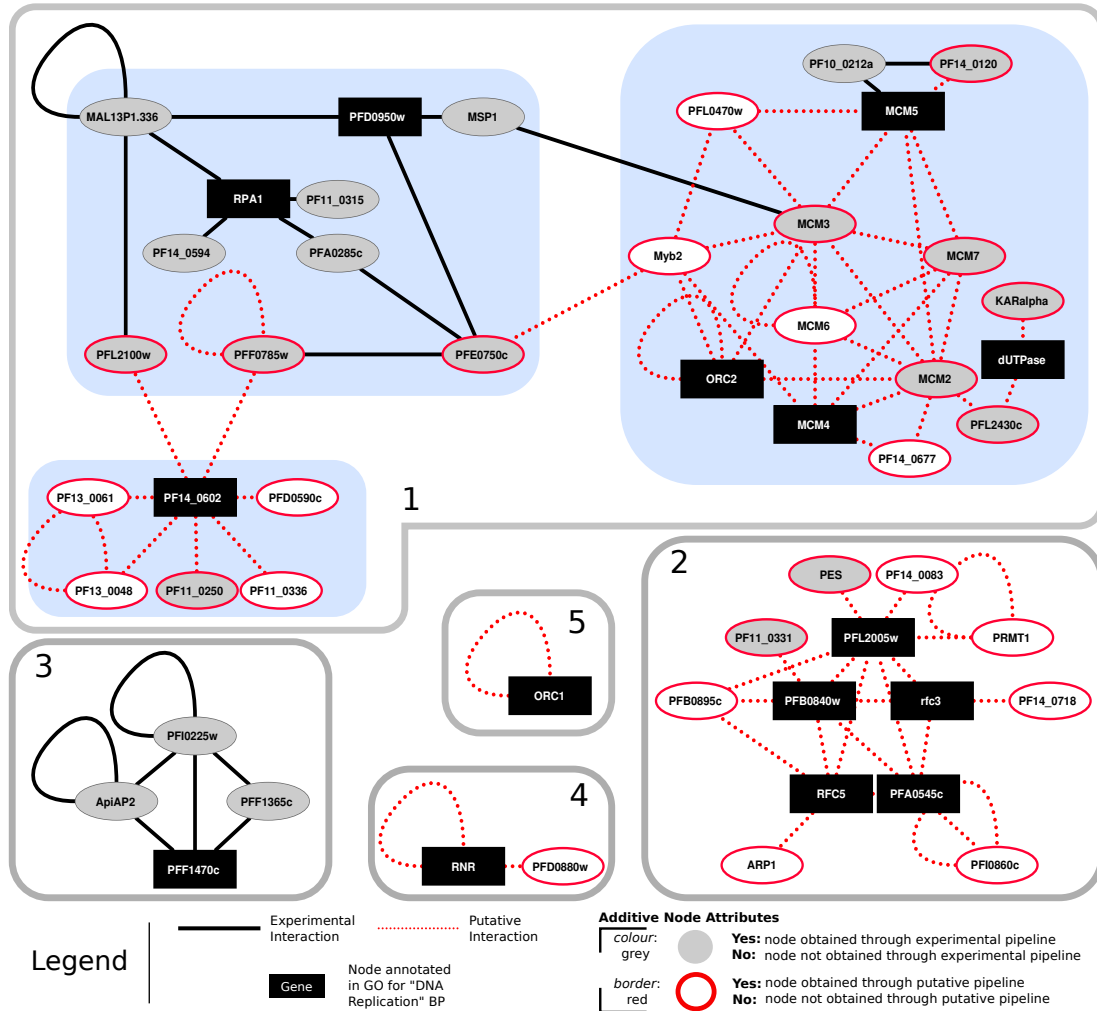 PF10_0212a
PF14_0120
MAL13P1.336
PFD0950w
MSP1
PFL0470w
MCM5
RPA1
PF11_0315
PF14_0594
PFA0285c
MCM3
Myb2
MCM7
KARalpha
MCM6
PFL2100w
PFF0785w
PFE0750c
dUTPase
ORC2
MCM2
MCM4
PFL2430c
PF14_0677
PF13_0061
PF14_0602
PFD0590c
1
PF13_0048
PF11_0250
PF11_0336
2
PES
PF14_0083
PF11_0331
PFL2005w
PRMT1
PFB0895c
PFB0840w
rfc3
PF14_0718
RFC5
PFA0545c
ARP1
PFI0860c
3
PFI0225w
ApiAP2
PFF1365c
PFF1470c
5
ORC1
4
RNR
PFD0880w
Legend
Experimental
Interaction
Putative
Interaction
Gene
Node annotated
in GO for "DNA
Replication" BP
Additive Node Attributes
colour:
grey
Yes: node obtained through experimental pipeline
No: node not obtained through experimental pipeline
border:
red
Yes: node obtained through putative pipeline
No: node not obtained through putative pipeline